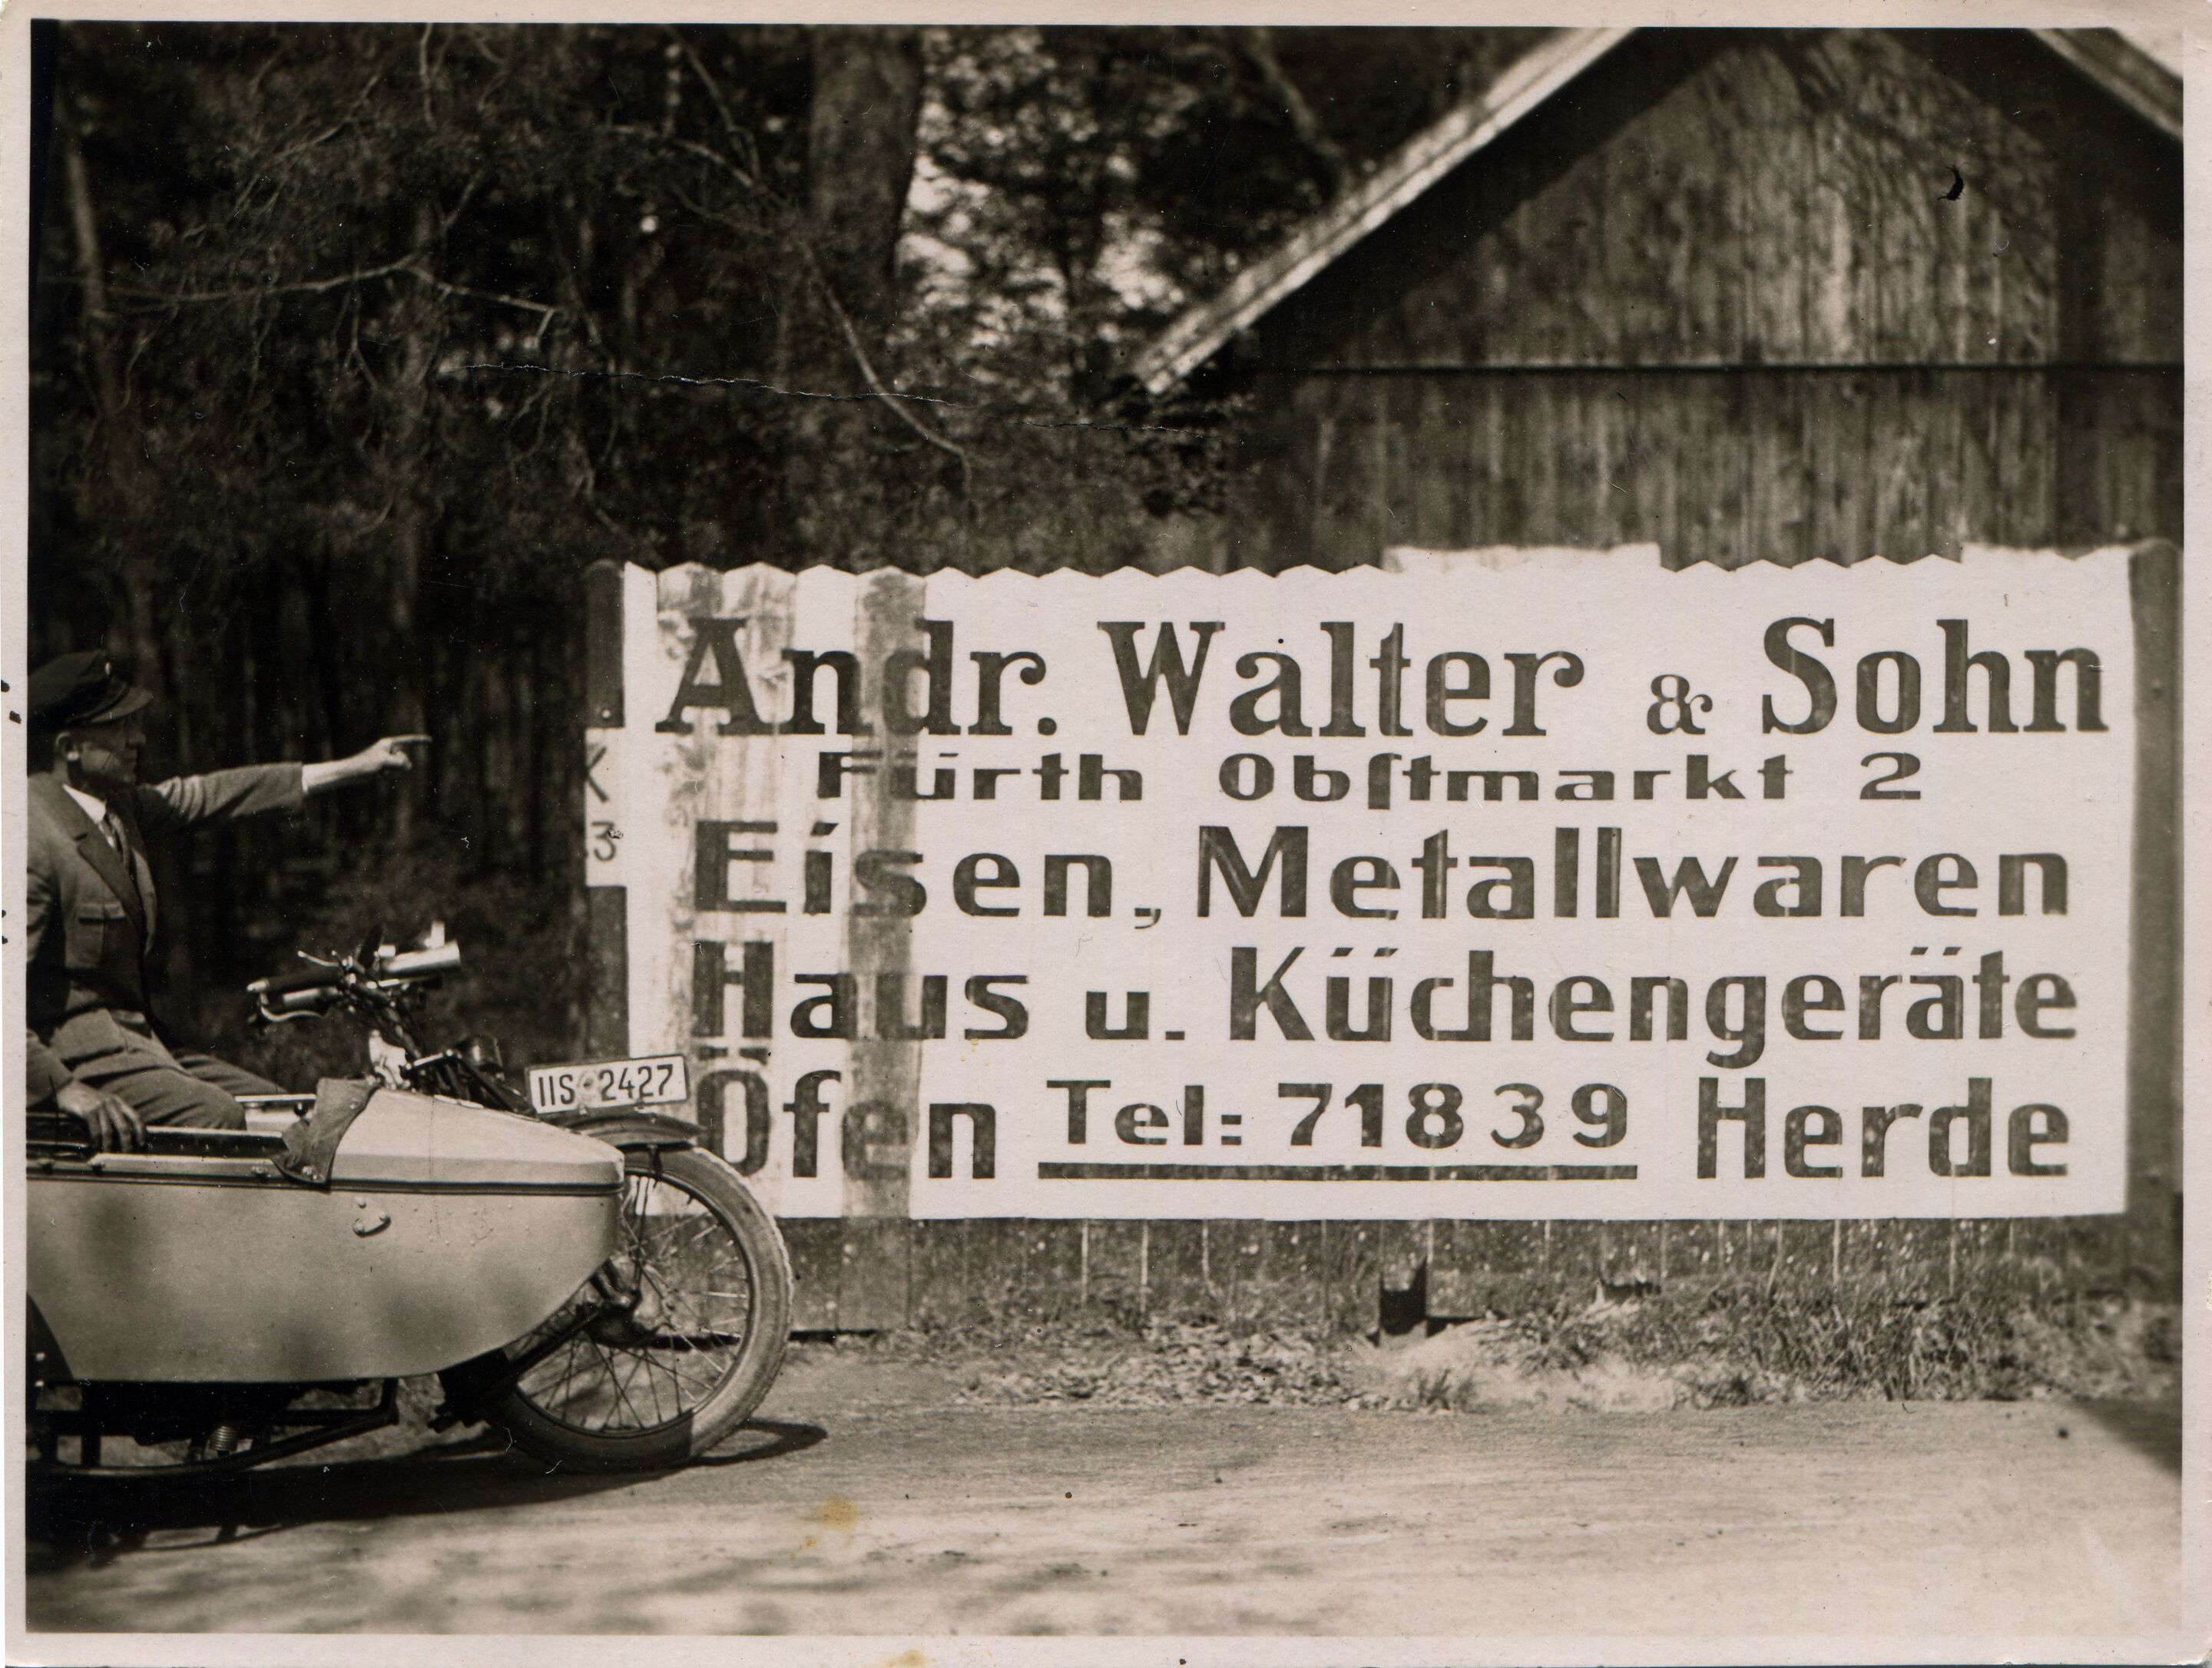 Andr. Walter & Sohn
Fürth Obſtmarkt 2
Eisen, Metallwaren
Haus u. Küchengeräte
Öfen Tel: 71839 Herde
IIS 2427